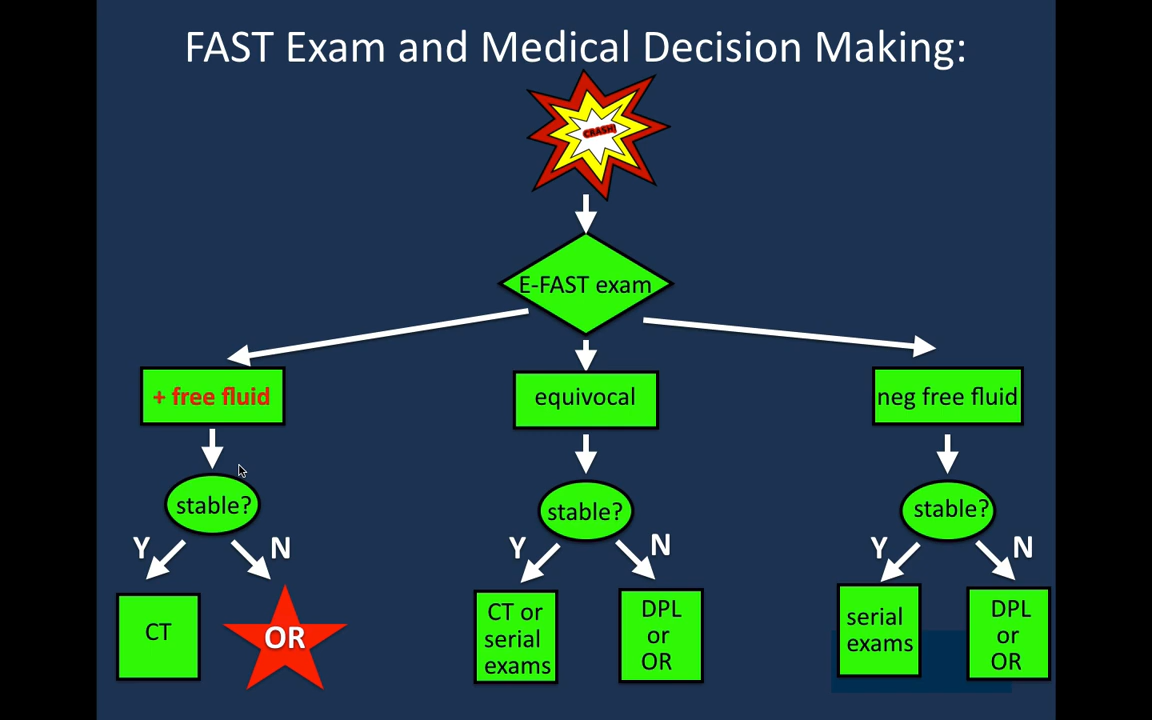 FAST Exam and Medical Decision Making:
CRASH!
E-FAST exam
+ free fluid
equivocal
neg free fluid
stable?
stable?
stable?
Y
N
Y
N
Y
N
CT
OR
CT or
serial
exams
DPL
or
OR
serial
exams
DPL
or
OR